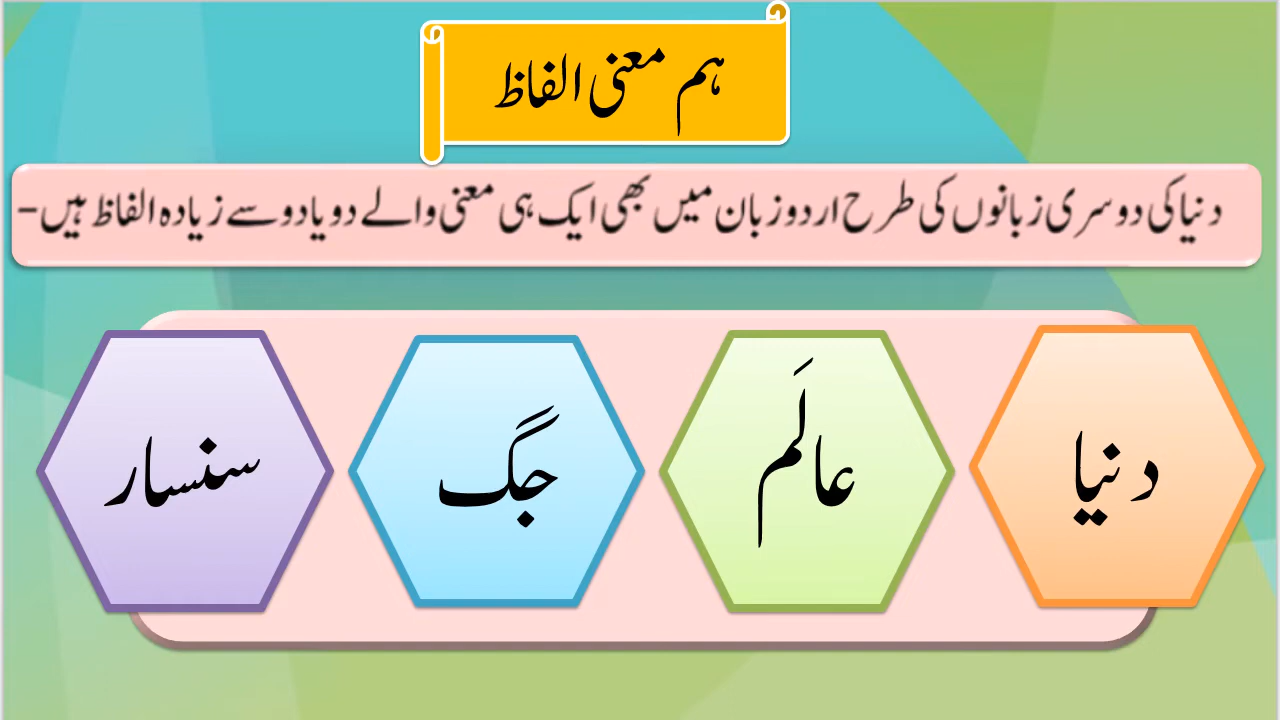 ہم معنی الفاظ
دنیا کی دوسری زبانوں کی طرح اردو زبان میں بھی ایک ہی معنی والے دو یا دو سے زیادہ الفاظ ہیں-
دنیا
عالَم
جگ
سنسار